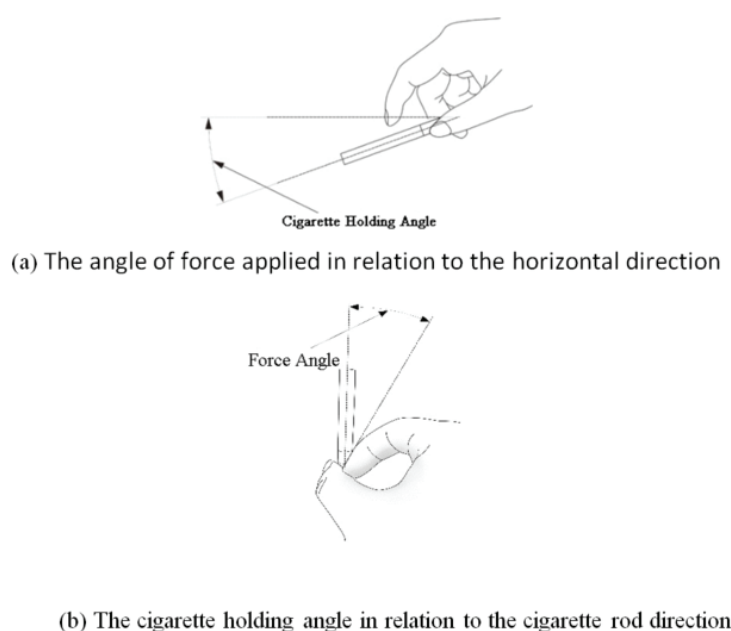 Cigarette Holding Angle
(a) The angle of force applied in relation to the horizontal direction
Force Angle
(b) The cigarette holding angle in relation to the cigarette rod direction